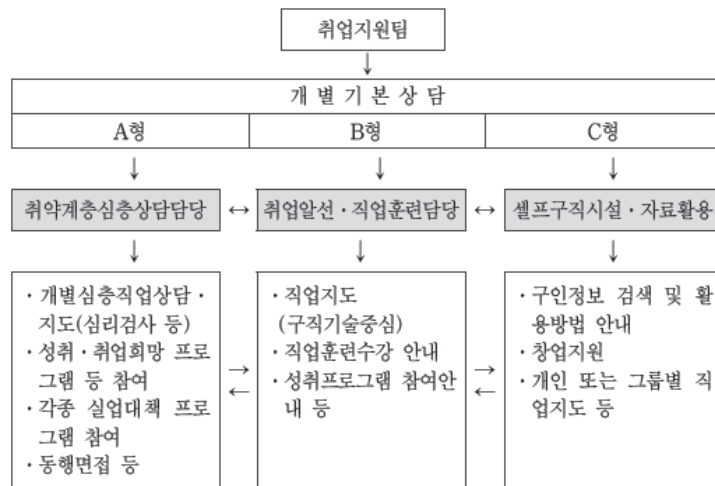 취업지원팀
개 별 기 본 상 담
A형
B형
C형
취약계층심층상담담당 ↔ 취업알선·직업훈련담당 ↔ 셀프구직시설·자료활용
·개별심층직업상담·
지도(심리검사 등)
·성취·취업희망 프로
그램 등 참여
·각종 실업대책 프로
그램 참여
·동행면접 등
·직업지도
(구직기술중심)
·직업훈련수강 안내
·성취프로그램 참여안
내 등
·구인정보 검색 및 활
용방법 안내
·창업지원
·개인 또는 그룹별 직
업지도 등